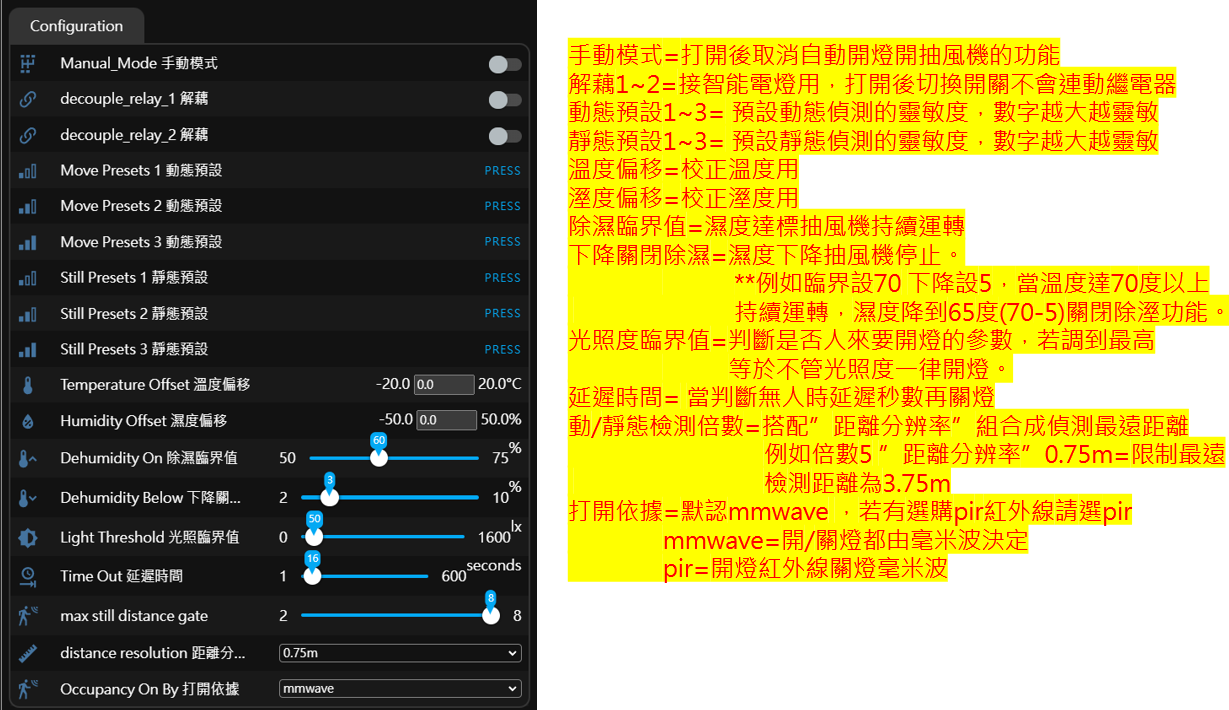 Configuration
Manual_Mode 手動模式
decouple_relay_1 解藕
decouple_relay_2 解藕
Move Presets 1 動態預設 PRESS
Move Presets 2 動態預設 PRESS
Move Presets 3 動態預設 PRESS
Still Presets 1 靜態預設 PRESS
Still Presets 2 靜態預設 PRESS
Still Presets 3 靜態預設 PRESS
Temperature Offset 溫度偏移 -20.0 0.0 20.0°C
Humidity Offset 濕度偏移 -50.0 0.0 50.0%
Dehumidity On 除濕臨界值 50 60 75 %
Dehumidity Below 下降關... 2 3 10 %
Light Threshold 光照臨界值 0 50 1600 lx
Time Out 延遲時間 1 16 600 seconds
max still distance gate 2 8 8
distance resolution 距離分... 0.75m
Occupancy On By 打開依據 mmwave
手動模式=打開後取消自動開燈開抽風機的功能
解藕1~2=接智能電燈用，打開後切換開關不會連動繼電器
動態預設1~3= 預設動態偵測的靈敏度，數字越大越靈敏
靜態預設1~3= 預設靜態偵測的靈敏度，數字越大越靈敏
溫度偏移=校正溫度用
溼度偏移=校正溼度用
除濕臨界值=濕度達標抽風機持續運轉
下降關閉除濕=濕度下降抽風機停止。
**例如臨界設70 下降設5，當溫度達70度以上
持續運轉，濕度降到65度(70-5)關閉除溼功能。
光照度臨界值=判斷是否人來要開燈的參數，若調到最高
等於不管光照度一律開燈。
延遲時間= 當判斷無人時延遲秒數再關燈
動/靜態檢測倍數=搭配”距離分辨率”組合成偵測最遠距離
例如倍數5 ”距離分辨率”0.75m=限制最遠
檢測距離為3.75m
打開依據=默認mmwave ，若有選購pir紅外線請選pir
mmwave=開/關燈都由毫米波決定
pir=開燈紅外線關燈毫米波